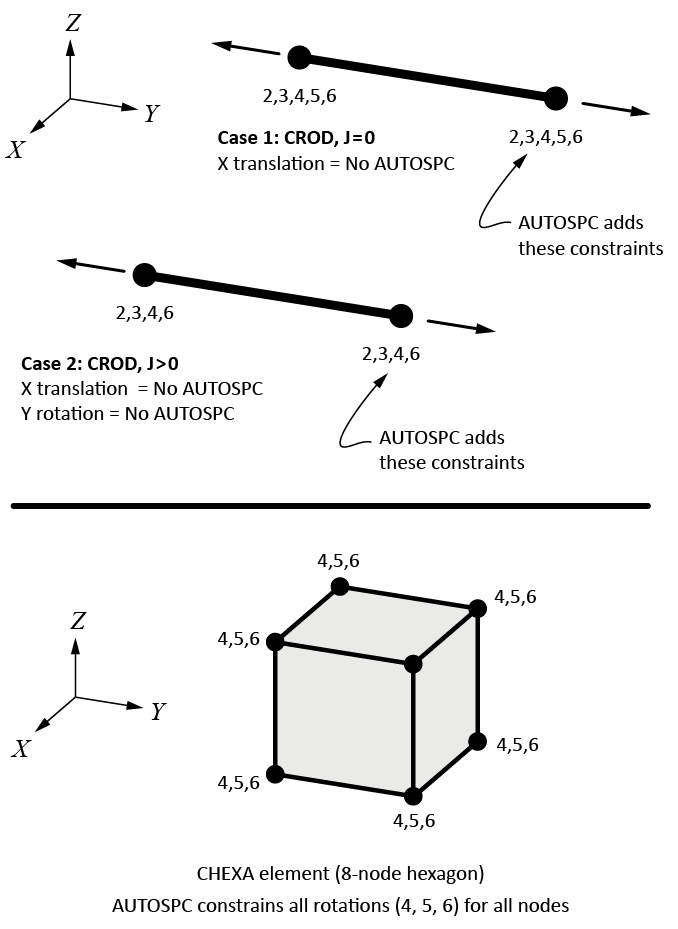 Z
Y
X
2,3,4,5,6
2,3,4,5,6
Case 1: CROD, J=0
X translation = No AUTOSPC
AUTOSPC adds
these constraints
2,3,4,6
2,3,4,6
Case 2: CROD, J>0
X translation = No AUTOSPC
Y rotation = No AUTOSPC
AUTOSPC adds
these constraints
Z
Y
X
4,5,6
4,5,6
4,5,6
4,5,6
4,5,6
4,5,6
CHEXA element (8-node hexagon)
AUTOSPC constrains all rotations (4, 5, 6) for all nodes